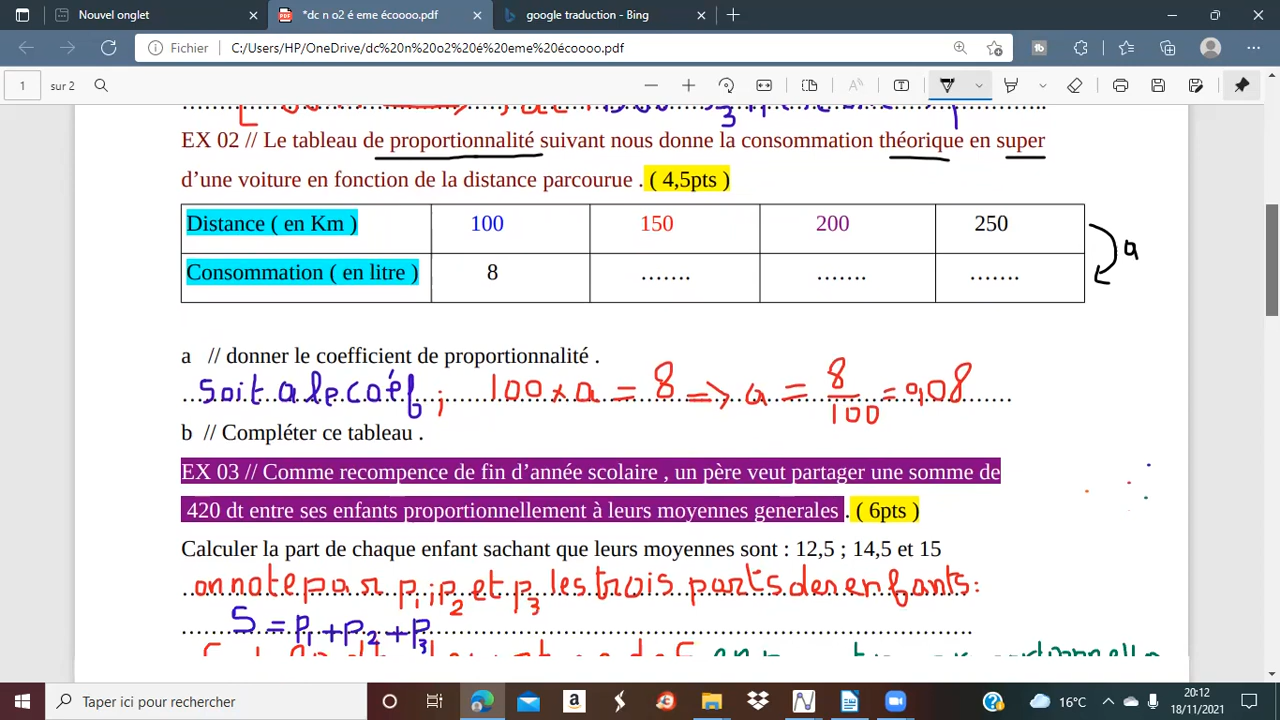 Nouvel onglet
*dc n o2 é eme écoooo.pdf
google traduction - Bing
Fichier C:/Users/HP/OneDrive/dc%20n%20o2%20é%20eme%20écoooo.pdf
1 sur 2
EX 02 // Le tableau de proportionnalité suivant nous donne la consommation théorique en super
d’une voiture en fonction de la distance parcourue . ( 4,5pts )
Distance ( en Km ) 100 150 200 250
a
Consommation ( en litre ) 8 ……. ……. …….
a // donner le coefficient de proportionnalité .
soit a le coéf ; 100 × a = 8 => a = 8/100 = 0,08
b // Compléter ce tableau .
EX 03 // Comme recompence de fin d’année scolaire , un père veut partager une somme de
420 dt entre ses enfants proportionnellement à leurs moyennes generales . ( 6pts )
Calculer la part de chaque enfant sachant que leurs moyennes sont : 12,5 ; 14,5 et 15
on note par p1 ; p2 et p3 les trois parts des enfants :
S = p1 + p2 + p3
Taper ici pour rechercher
16°C
20:12
18/11/2021